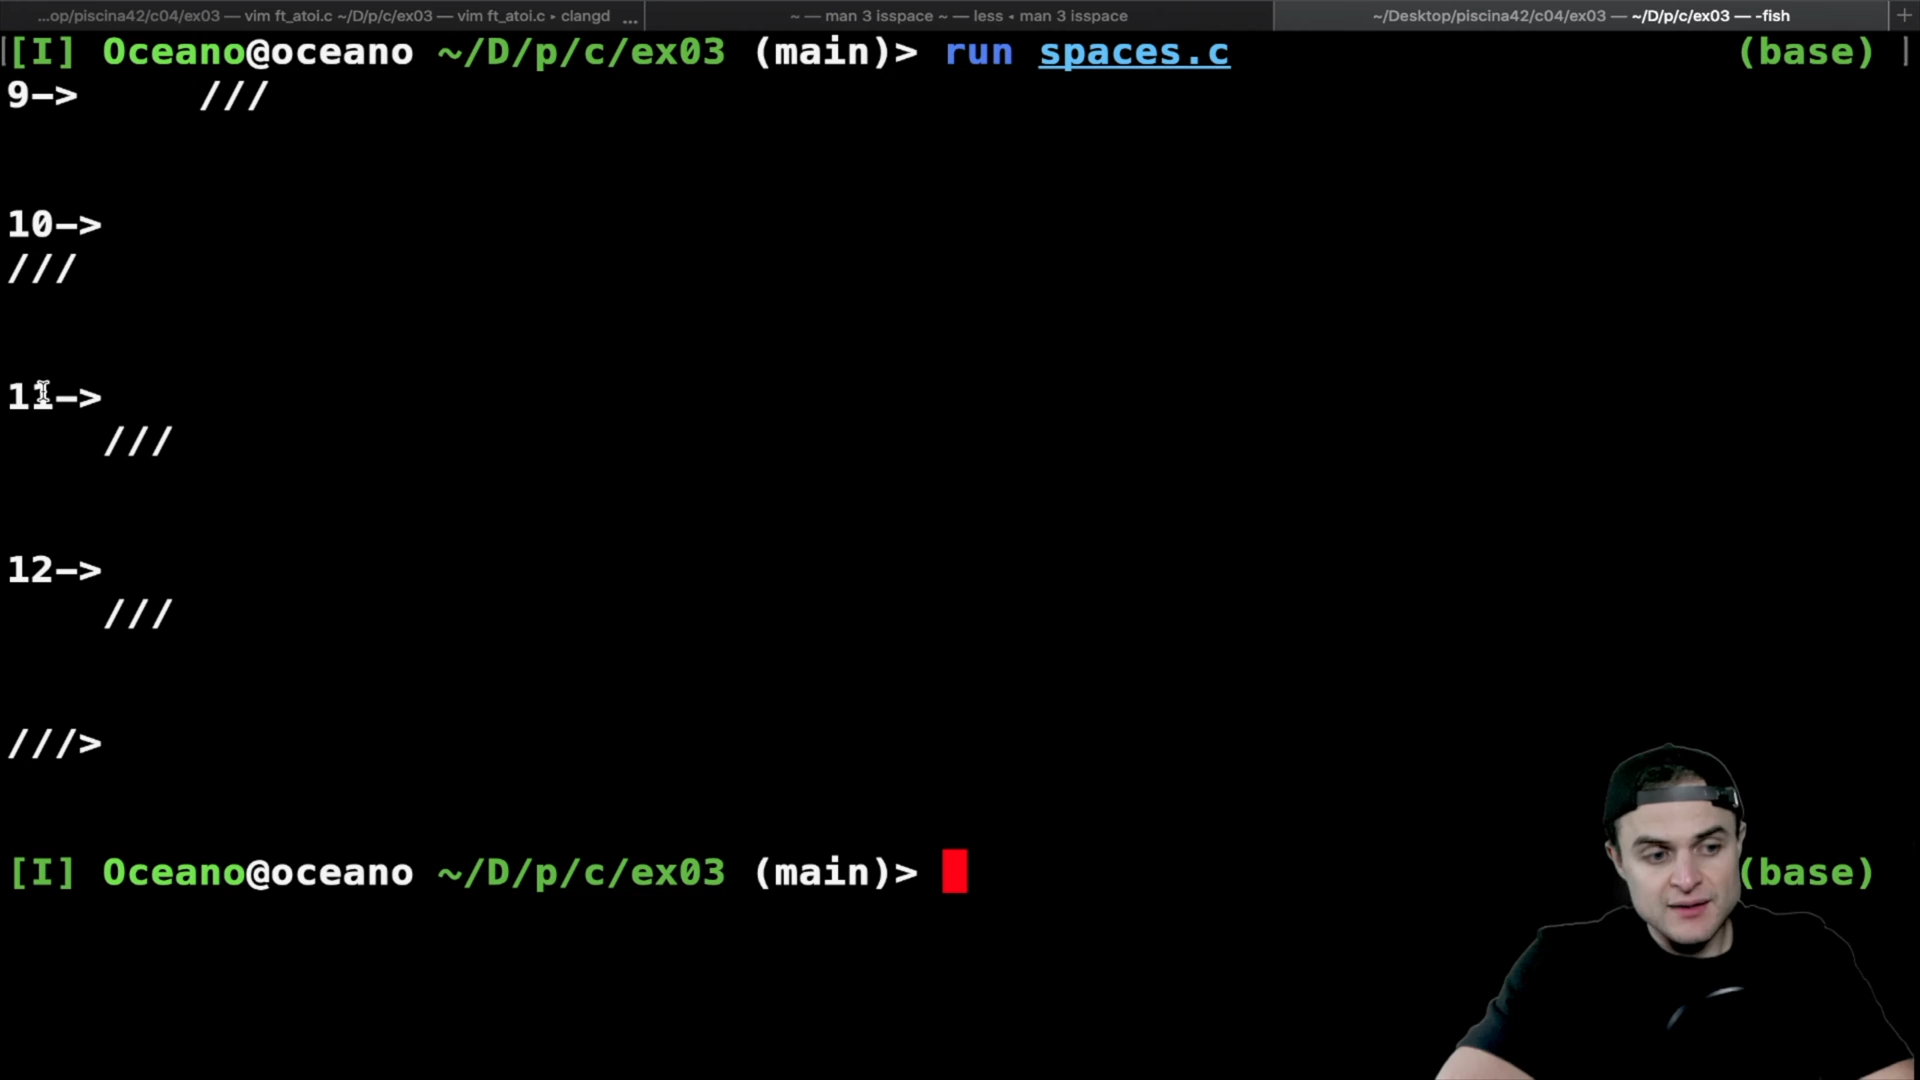 ...op/piscina42/c04/ex03 — vim ft_atoi.c ~/D/p/c/ex03 — vim ft_atoi.c ▸ clangd ...
~ — man 3 isspace ~ — less ◂ man 3 isspace
~/Desktop/piscina42/c04/ex03 — ~/D/p/c/ex03 — -fish
+
[I] Oceano@oceano ~/D/p/c/ex03 (main)> run spaces.c (base)
9-> ///
10->
///
11->
///
12->
///
///>
[I] Oceano@oceano ~/D/p/c/ex03 (main)> (base)